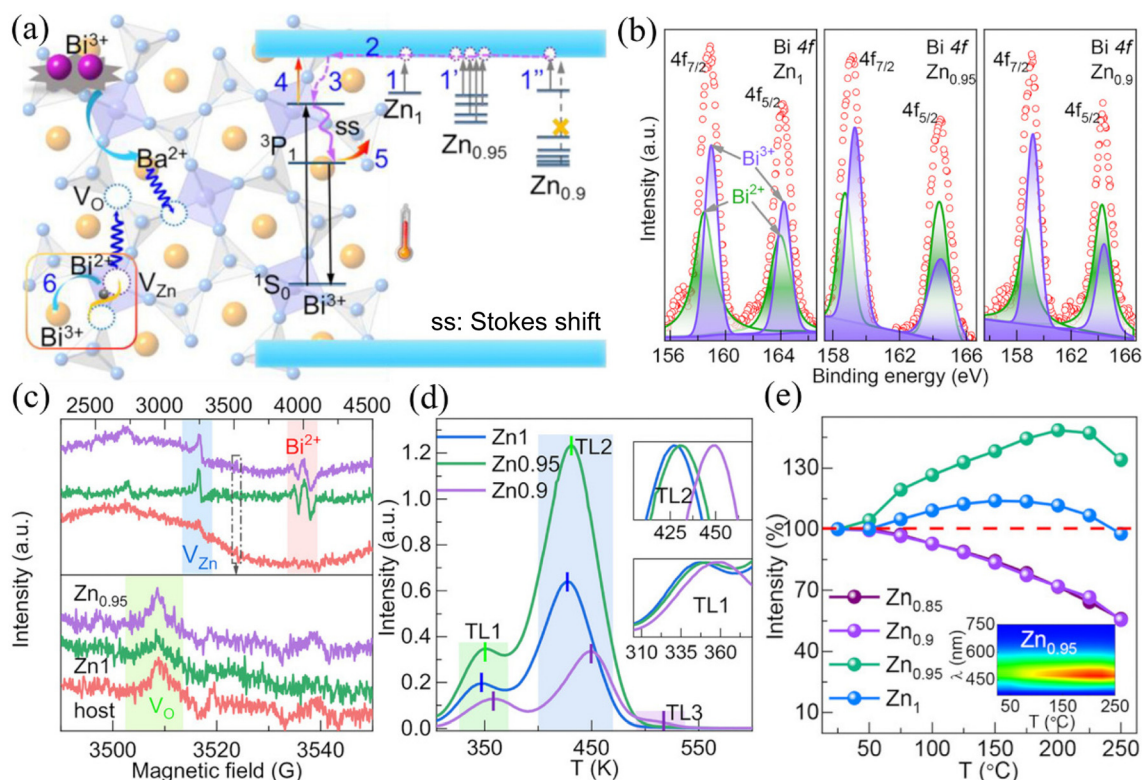 (a)
Bi³⁺
Ba²⁺
V_O
Bi²⁺
6
V_Zn
Bi³⁺
2
4
3
1
1'
1''
Zn₁
Zn₀.₉₅
Zn₀.₉
ss
³P₁
5
¹S₀
Bi³⁺
ss: Stokes shift
(b)
Intensity (a.u.)
4f₇/₂
Bi 4f
Zn₁
4f₅/₂
Bi³⁺
Bi²⁺
4f₇/₂
Bi 4f
Zn₀.₉₅
4f₅/₂
4f₇/₂
Bi 4f
Zn₀.₉
4f₅/₂
156 160 164
158 162 166
158 162 166
Binding energy (eV)
(c)
2500 3000 3500 4000 4500
Intensity (a.u.)
Bi²⁺
V_Zn
Zn₀.₉₅
Zn1
host
V_O
3500 3520 3540
Magnetic field (G)
(d)
Intensity (a.u.)
1.2
1.0
0.8
0.6
0.4
0.2
0.0
Zn1
Zn0.95
Zn0.9
TL2
TL1
TL3
TL2
425 450
TL1
310 335 360
350 450 550
T (K)
(e)
Intensity (%)
130
100
70
40
10
Zn₀.₈₅
Zn₀.₉
Zn₀.₉₅
Zn₁
λ (nm)
750
600
450
Zn₀.₉₅
50 150 250
T (°C)
50 100 150 200 250
T (°C)